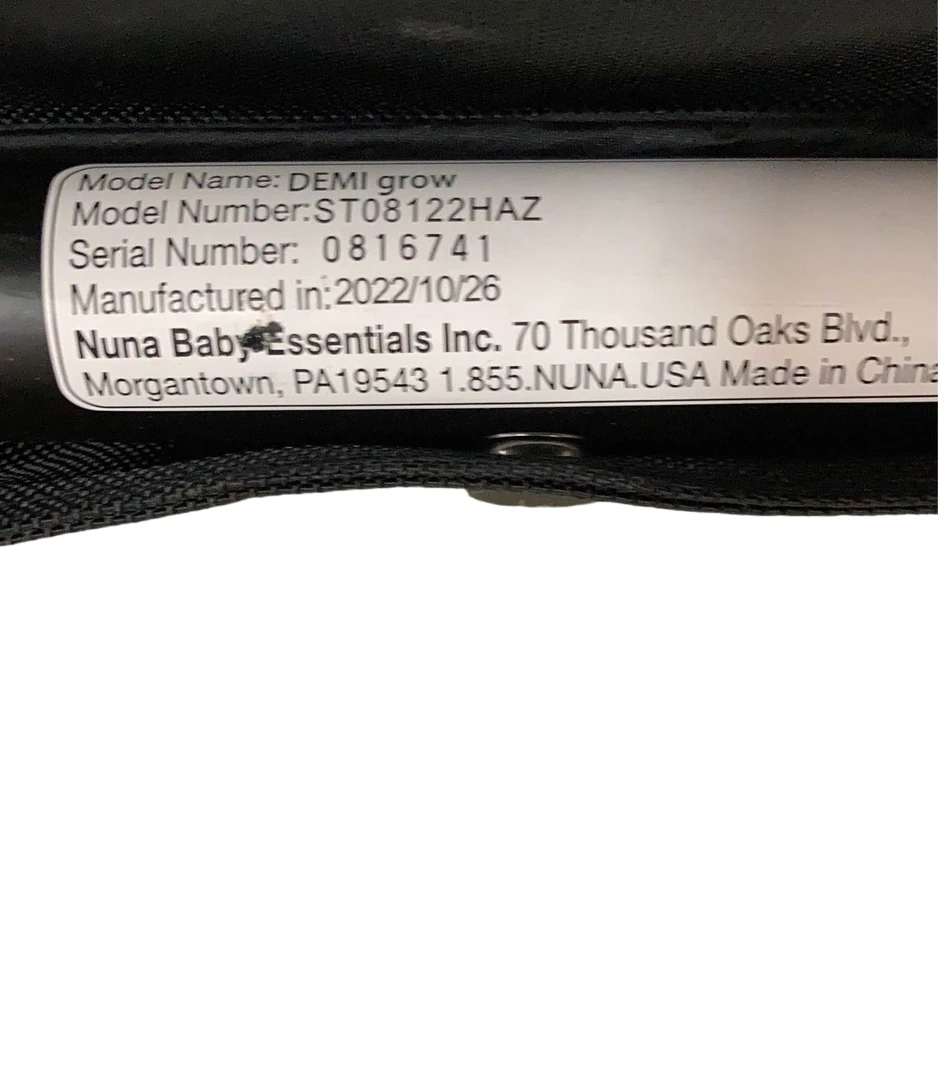 Model Name: DEMI grow
Model Number:ST08122HAZ
Serial Number: 0816741
Manufactured in:2022/10/26
Nuna Baby Essentials Inc. 70 Thousand Oaks Blvd.,
Morgantown, PA19543 1.855.NUNA.USA Made in China